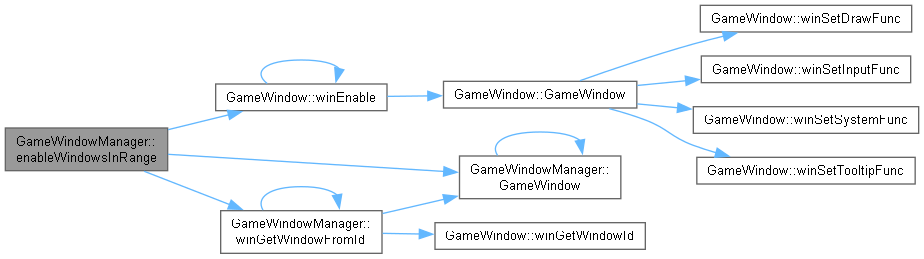 GameWindowManager::
enableWindowsInRange
GameWindow::winEnable
GameWindowManager::
winGetWindowFromId
GameWindow::GameWindow
GameWindowManager::
GameWindow
GameWindow::winGetWindowId
GameWindow::winSetDrawFunc
GameWindow::winSetInputFunc
GameWindow::winSetSystemFunc
GameWindow::winSetTooltipFunc